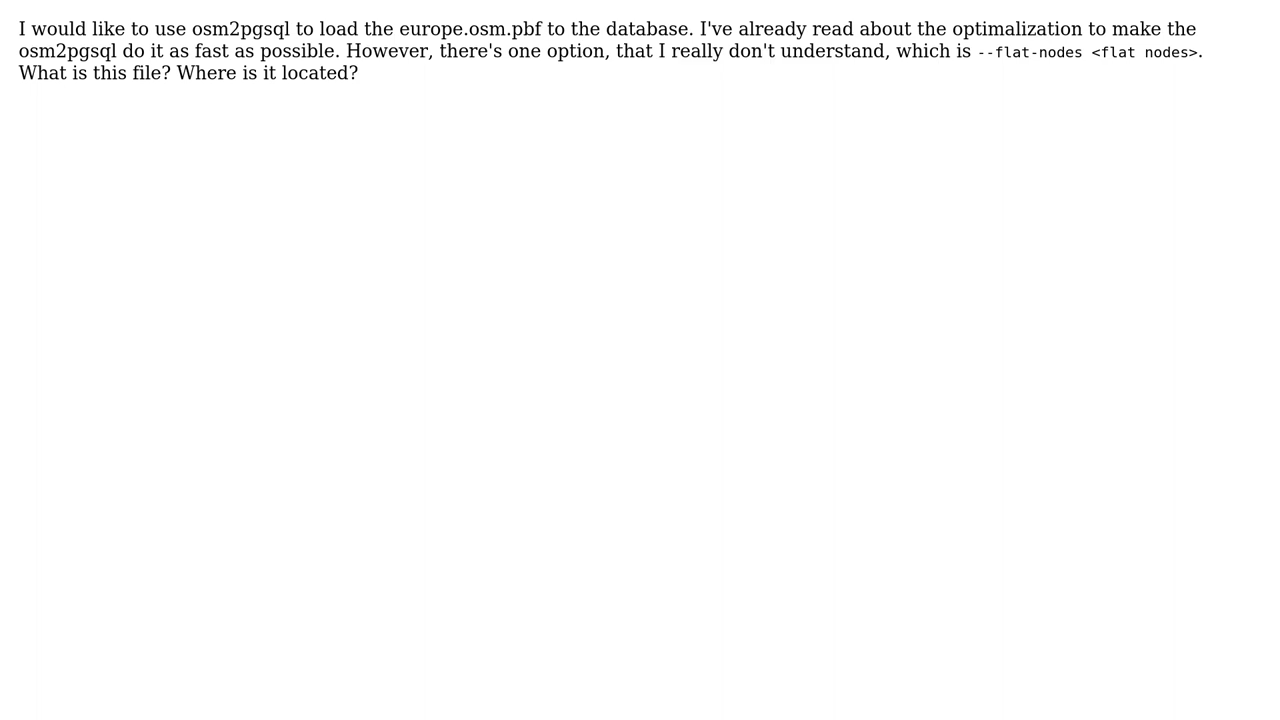 I would like to use osm2pgsql to load the europe.osm.pbf to the database. I've already read about the optimalization to make the
osm2pgsql do it as fast as possible. However, there's one option, that I really don't understand, which is --flat-nodes <flat nodes>.
What is this file? Where is it located?